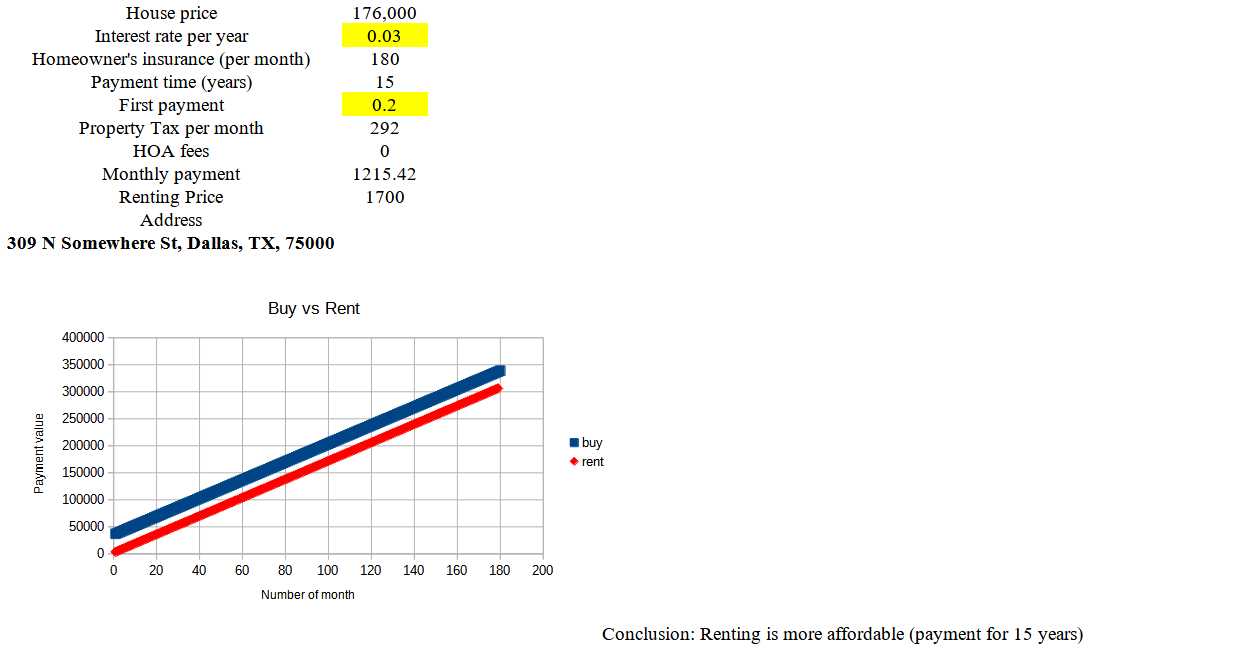 House price 176,000
Interest rate per year 0.03
Homeowner's insurance (per month) 180
Payment time (years) 15
First payment 0.2
Property Tax per month 292
HOA fees 0
Monthly payment 1215.42
Renting Price 1700
Address
309 N Somewhere St, Dallas, TX, 75000
Buy vs Rent
400000
350000
300000
250000
200000
150000
100000
50000
0
Payment value
buy
rent
0 20 40 60 80 100 120 140 160 180 200
Number of month
Conclusion: Renting is more affordable (payment for 15 years)